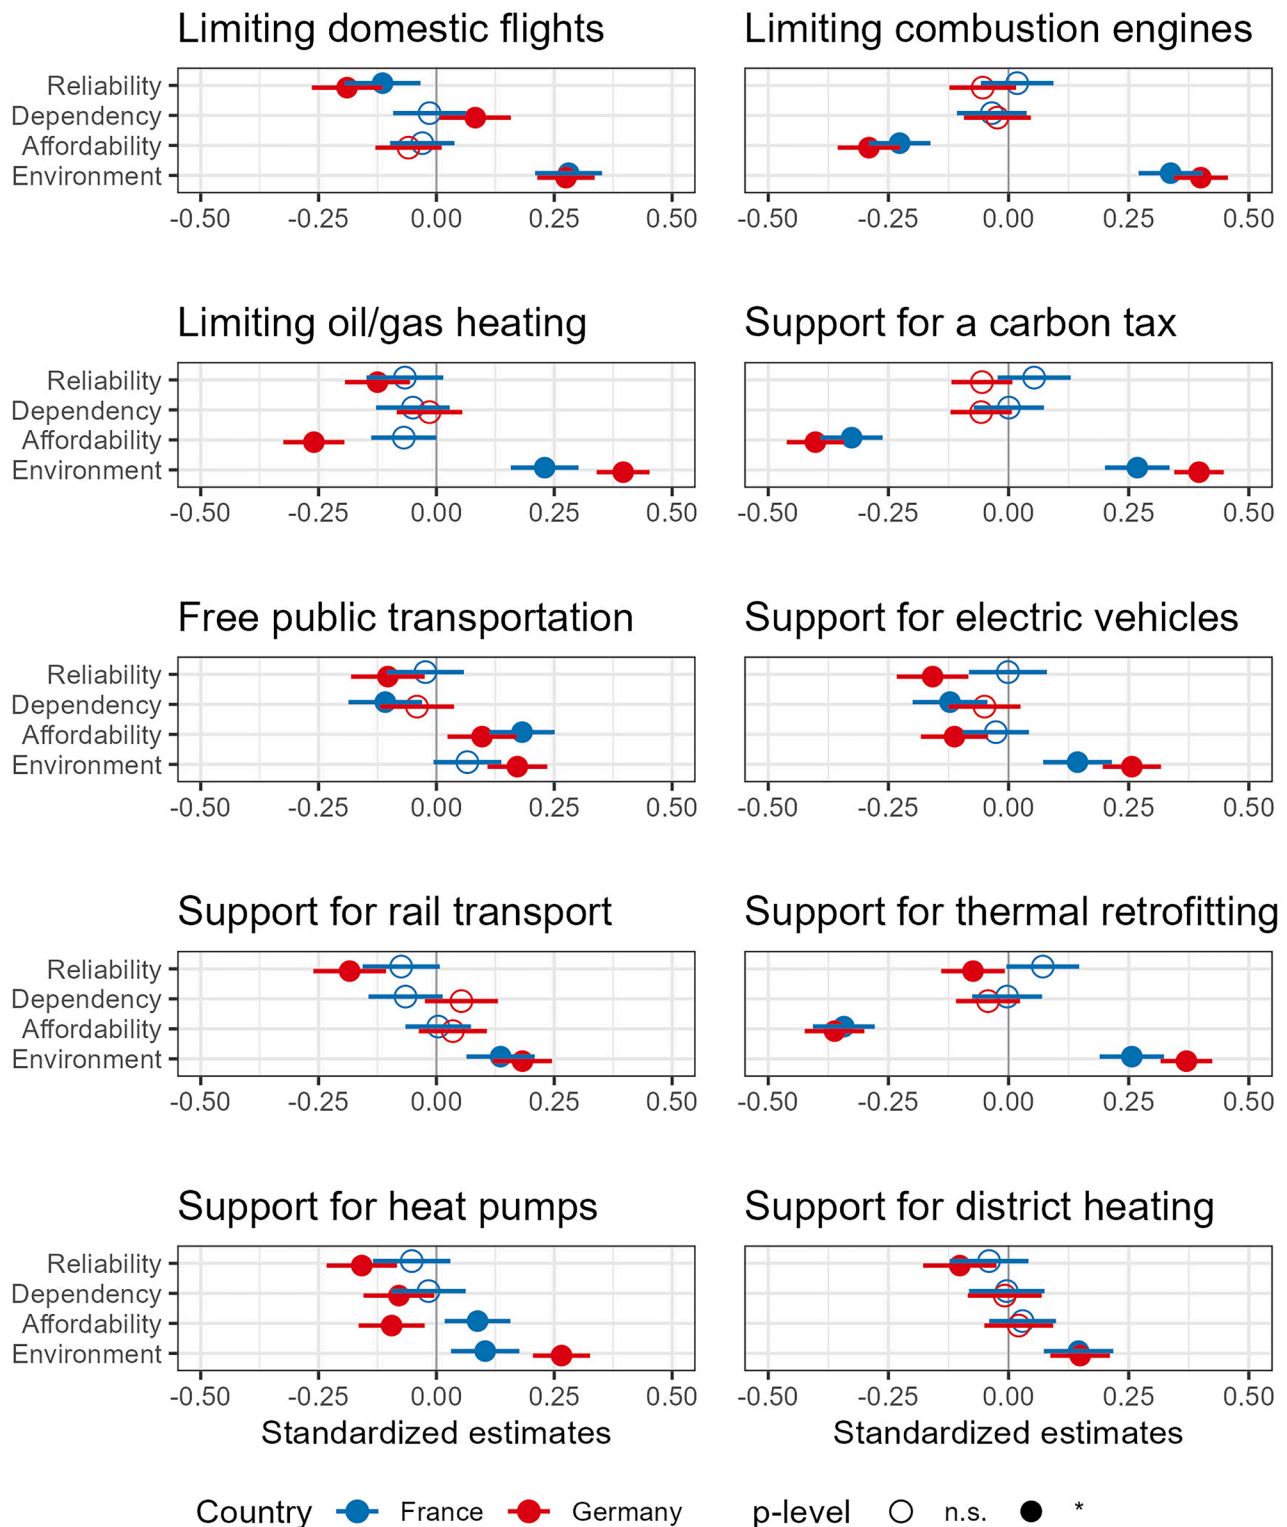 Limiting domestic flights
Limiting combustion engines
Reliability
Dependency
Affordability
Environment
-0.50 -0.25 0.00 0.25 0.50
-0.50 -0.25 0.00 0.25 0.50
Limiting oil/gas heating
Support for a carbon tax
Reliability
Dependency
Affordability
Environment
-0.50 -0.25 0.00 0.25 0.50
-0.50 -0.25 0.00 0.25 0.50
Free public transportation
Support for electric vehicles
Reliability
Dependency
Affordability
Environment
-0.50 -0.25 0.00 0.25 0.50
-0.50 -0.25 0.00 0.25 0.50
Support for rail transport
Support for thermal retrofitting
Reliability
Dependency
Affordability
Environment
-0.50 -0.25 0.00 0.25 0.50
-0.50 -0.25 0.00 0.25 0.50
Support for heat pumps
Support for district heating
Reliability
Dependency
Affordability
Environment
-0.50 -0.25 0.00 0.25 0.50
-0.50 -0.25 0.00 0.25 0.50
Standardized estimates
Standardized estimates
Country France Germany
p-level n.s. *